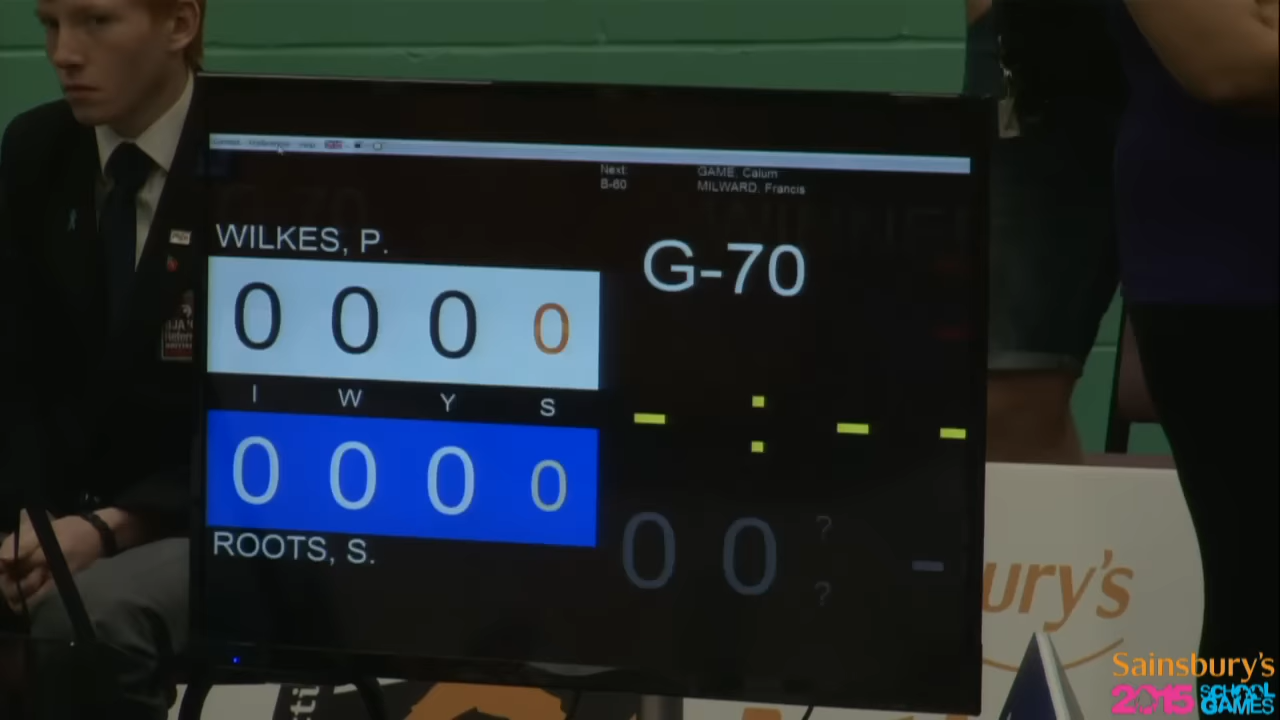 Next: GAME, Calum
B-60 MILWARD, Francis
WILKES, P.
G-70
0 0 0 0
I W Y S
- : - -
0 0 0 0
ROOTS, S.
0 0 ? -
?
ury's
Sainsbury's
2015 SCHOOL GAMES